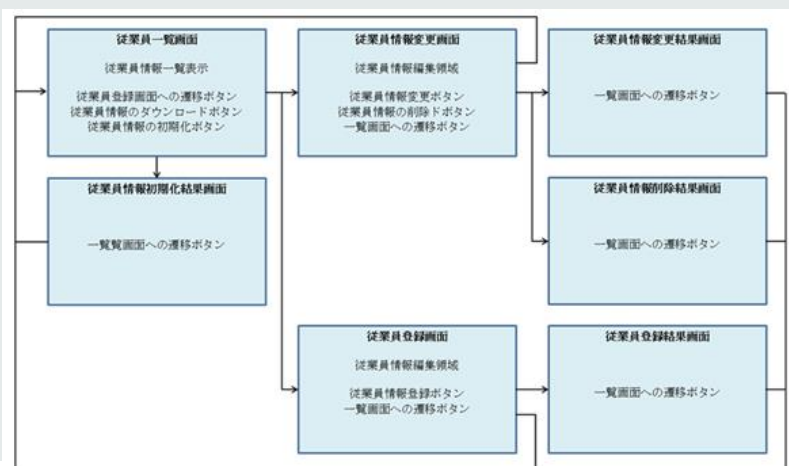 従業員一覧画面
従業員情報一覧表示
従業員登録画面への遷移ボタン
従業員情報のダウンロードボタン
従業員情報の初期化ボタン
従業員情報変更画面
従業員情報編集領域
従業員情報変更ボタン
従業員情報の削除ドボタン
一覧画面への遷移ボタン
従業員情報変更結果画面
一覧画面への遷移ボタン
従業員情報初期化結果画面
一覧覧画面への遷移ボタン
従業員情報削除結果画面
一覧画面への遷移ボタン
従業員登録画面
従業員情報編集領域
従業員情報登録ボタン
一覧画面への遷移ボタン
従業員登録結果画面
一覧画面への遷移ボタン